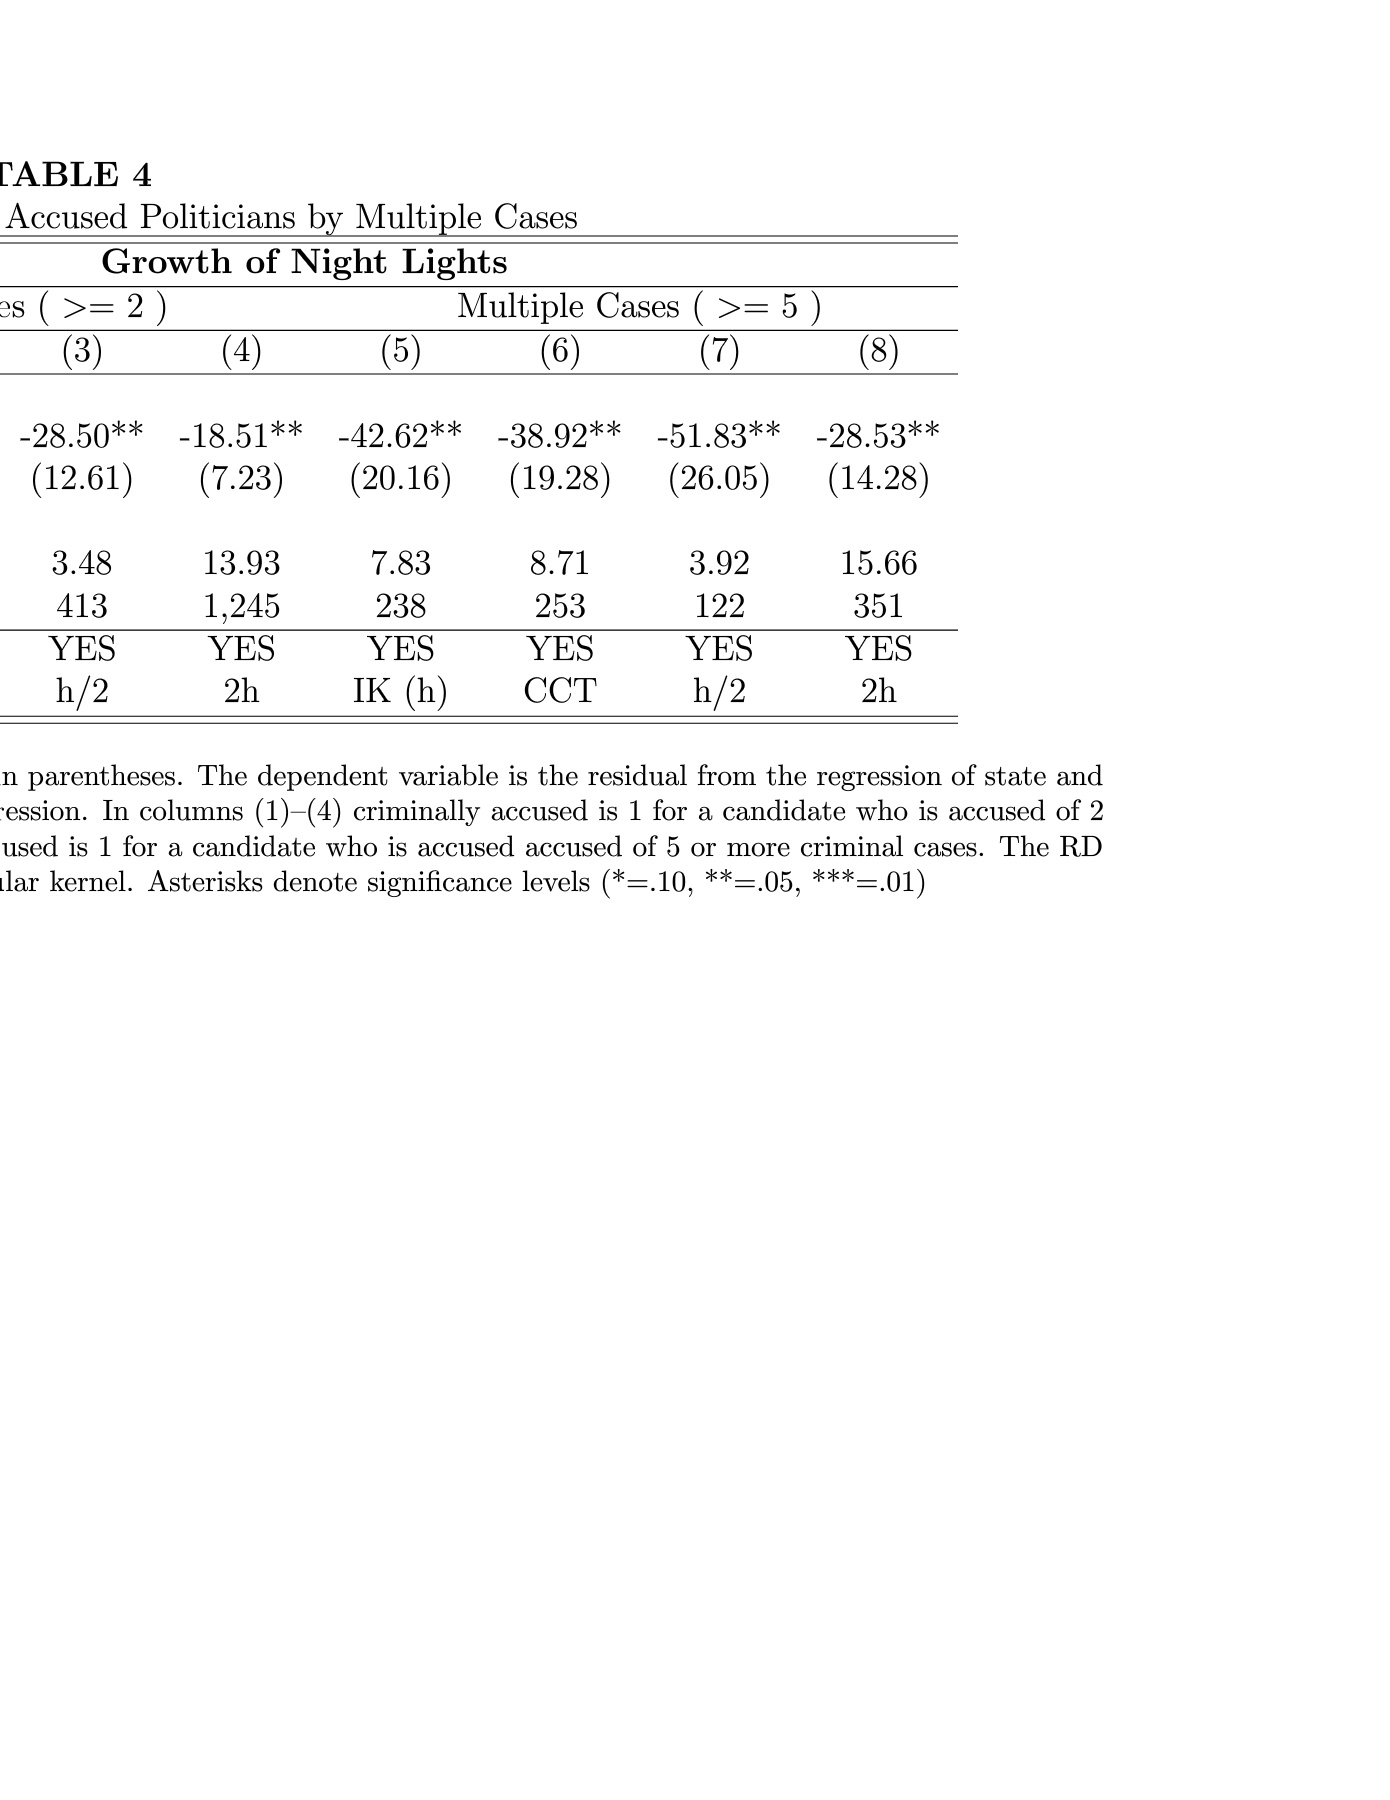 TABLE 4
Accused Politicians by Multiple Cases
Growth of Night Lights
es ( >= 2 ) Multiple Cases ( >= 5 )
(3) (4) (5) (6) (7) (8)
-28.50** -18.51** -42.62** -38.92** -51.83** -28.53**
(12.61) (7.23) (20.16) (19.28) (26.05) (14.28)
3.48 13.93 7.83 8.71 3.92 15.66
413 1,245 238 253 122 351
YES YES YES YES YES YES
h/2 2h IK (h) CCT h/2 2h
n parentheses. The dependent variable is the residual from the regression of state and
ression. In columns (1)–(4) criminally accused is 1 for a candidate who is accused of 2
used is 1 for a candidate who is accused accused of 5 or more criminal cases. The RD
ular kernel. Asterisks denote significance levels (*=.10, **=.05, ***=.01)